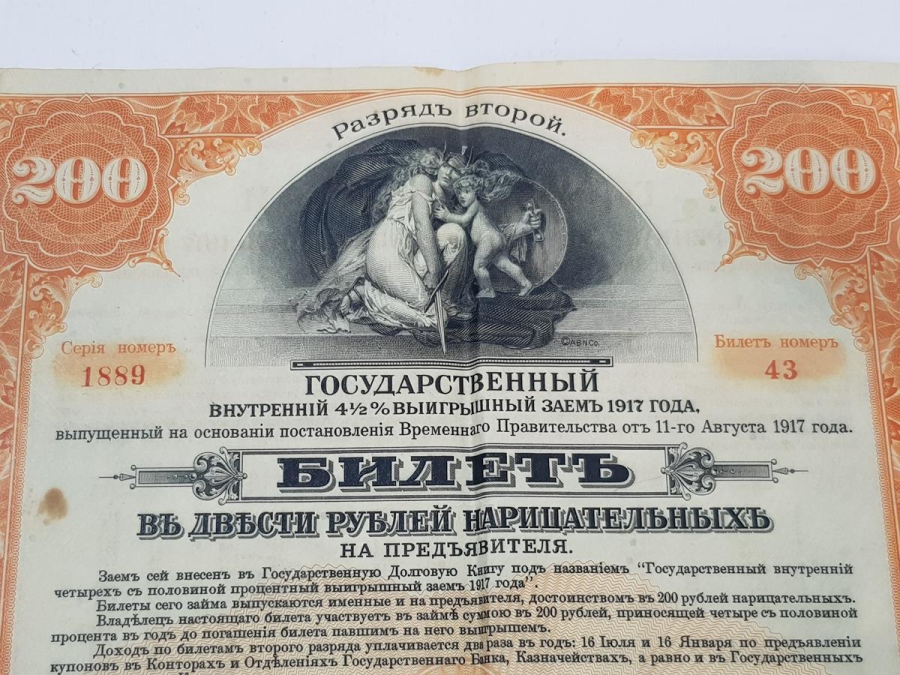 Разрядъ второй.
200
200
©ABNCo.
Серія номеръ
1889
Билетъ номеръ
43
ГОСУДАРСТВЕННЫЙ
ВНУТРЕННІЙ 4½% ВЫИГРЫШНЫЙ ЗАЕМЪ 1917 ГОДА,
выпущенный на основаніи постановленія Временнаго Правительства отъ 11-го Августа 1917 года.
БИЛЕТЪ
ВЪ ДВѢСТИ РУБЛЕЙ НАРИЦАТЕЛЬНЫХЪ
НА ПРЕДЪЯВИТЕЛЯ.
Заемъ сей внесенъ въ Государственную Долговую Книгу подъ названіемъ "Государственный внутренній
четырехъ съ половиной процентный выигрышный заемъ 1917 года".
Билеты сего займа выпускаются именные и на предъявителя, достоинствомъ въ 200 рублей нарицательныхъ.
Владѣлецъ настоящаго билета участвуетъ въ займѣ суммою въ 200 рублей, приносящей четыре съ половиной
процента въ годъ до погашенія билета павшимъ на него выигрышемъ.
Доходъ по билетамъ второго разряда уплачивается два раза въ годъ: 16 Іюля и 16 Января по предъявленіи
купоновъ въ Конторахъ и Отдѣленіяхъ Государственнаго Банка, Казначействахъ, а равно и въ Государственныхъ